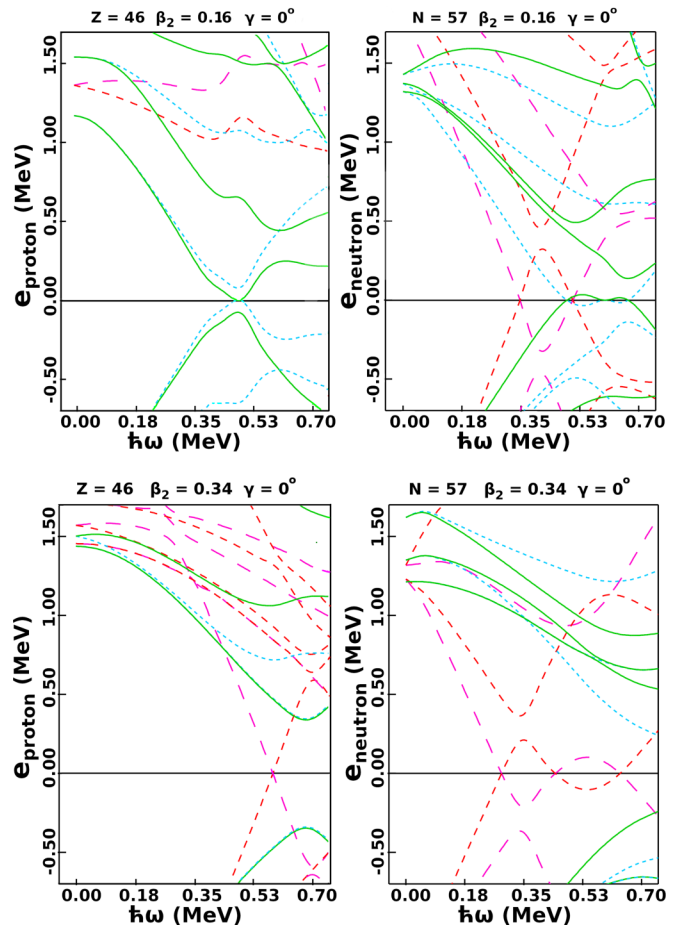 Z = 46 β₂ = 0.16 γ = 0°
N = 57 β₂ = 0.16 γ = 0°
e_proton (MeV)
1.50
1.00
0.50
0.00
-0.50
0.00 0.18 0.35 0.53 0.70
ħω (MeV)
e_neutron (MeV)
1.50
1.00
0.50
0.00
-0.50
0.00 0.18 0.35 0.53 0.70
ħω (MeV)
Z = 46 β₂ = 0.34 γ = 0°
N = 57 β₂ = 0.34 γ = 0°
e_proton (MeV)
1.50
1.00
0.50
0.00
-0.50
0.00 0.18 0.35 0.53 0.70
ħω (MeV)
e_neutron (MeV)
1.50
1.00
0.50
0.00
-0.50
0.00 0.18 0.35 0.53 0.70
ħω (MeV)